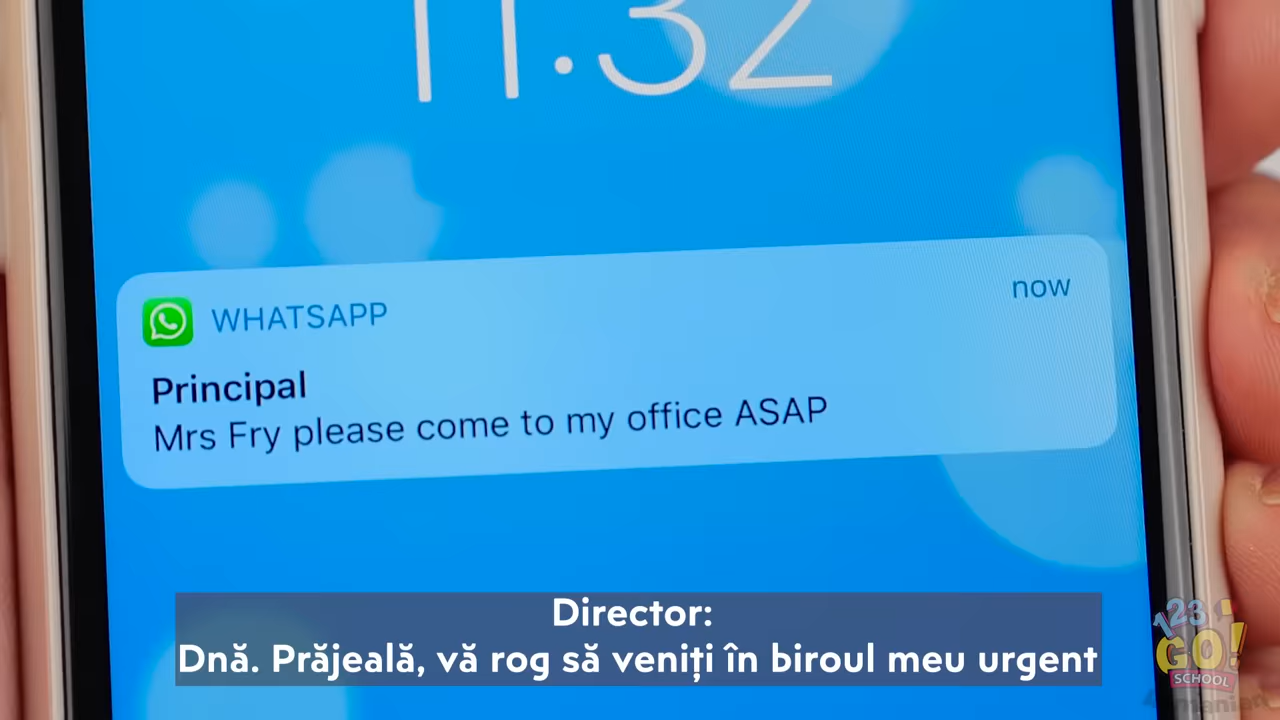 11:32
WHATSAPP
now
Principal
Mrs Fry please come to my office ASAP
Director:
Dnă. Prăjeală, vă rog să veniți în biroul meu urgent
123
GO!
SCHOOL